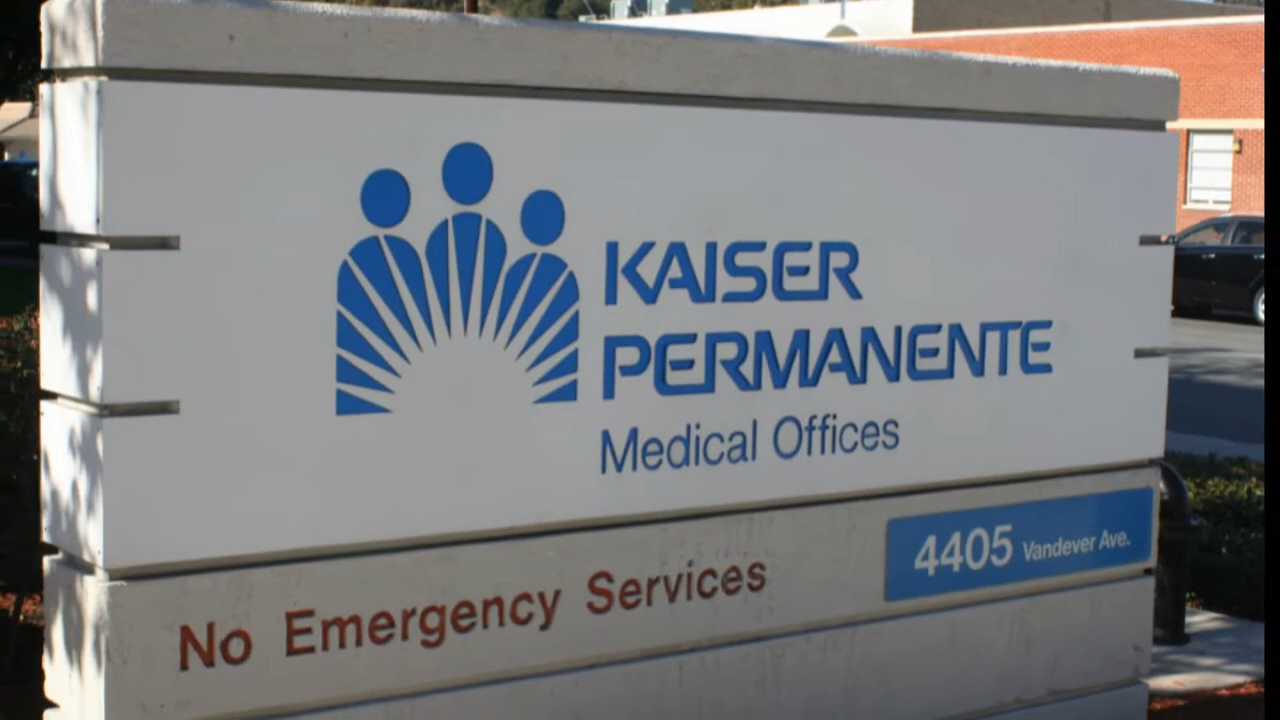 KAISER
PERMANENTE
Medical Offices
4405 Vandever Ave.
No Emergency Services